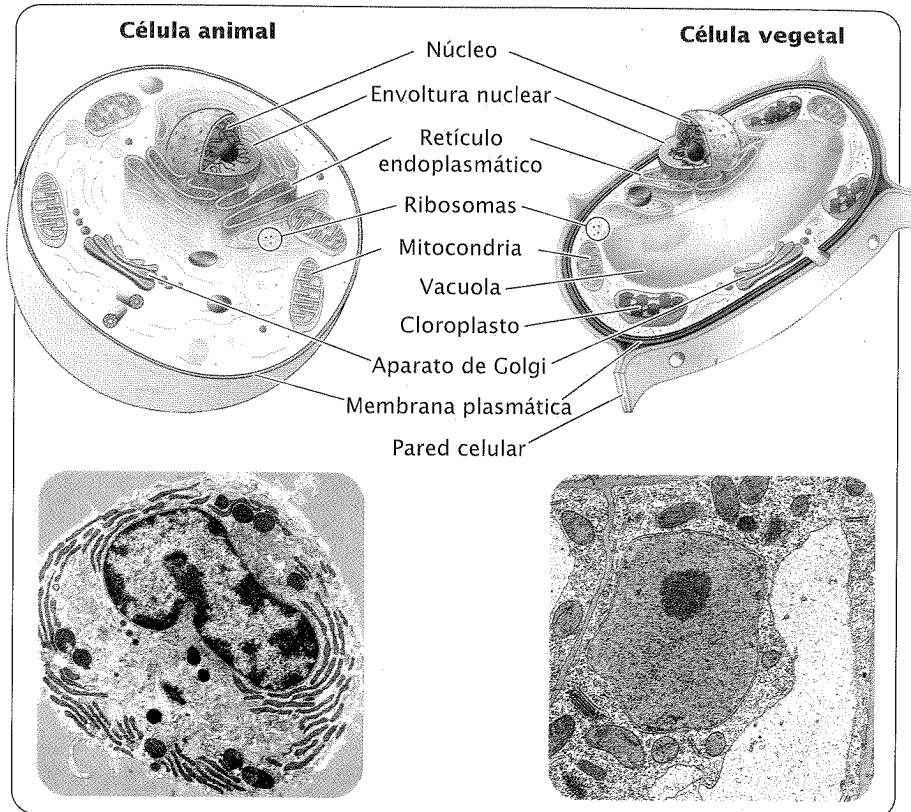 Célula animal
Célula vegetal
Núcleo
Envoltura nuclear
Retículo
endoplasmático
Ribosomas
Mitocondria
Vacuola
Cloroplasto
Aparato de Golgi
Membrana plasmática
Pared celular